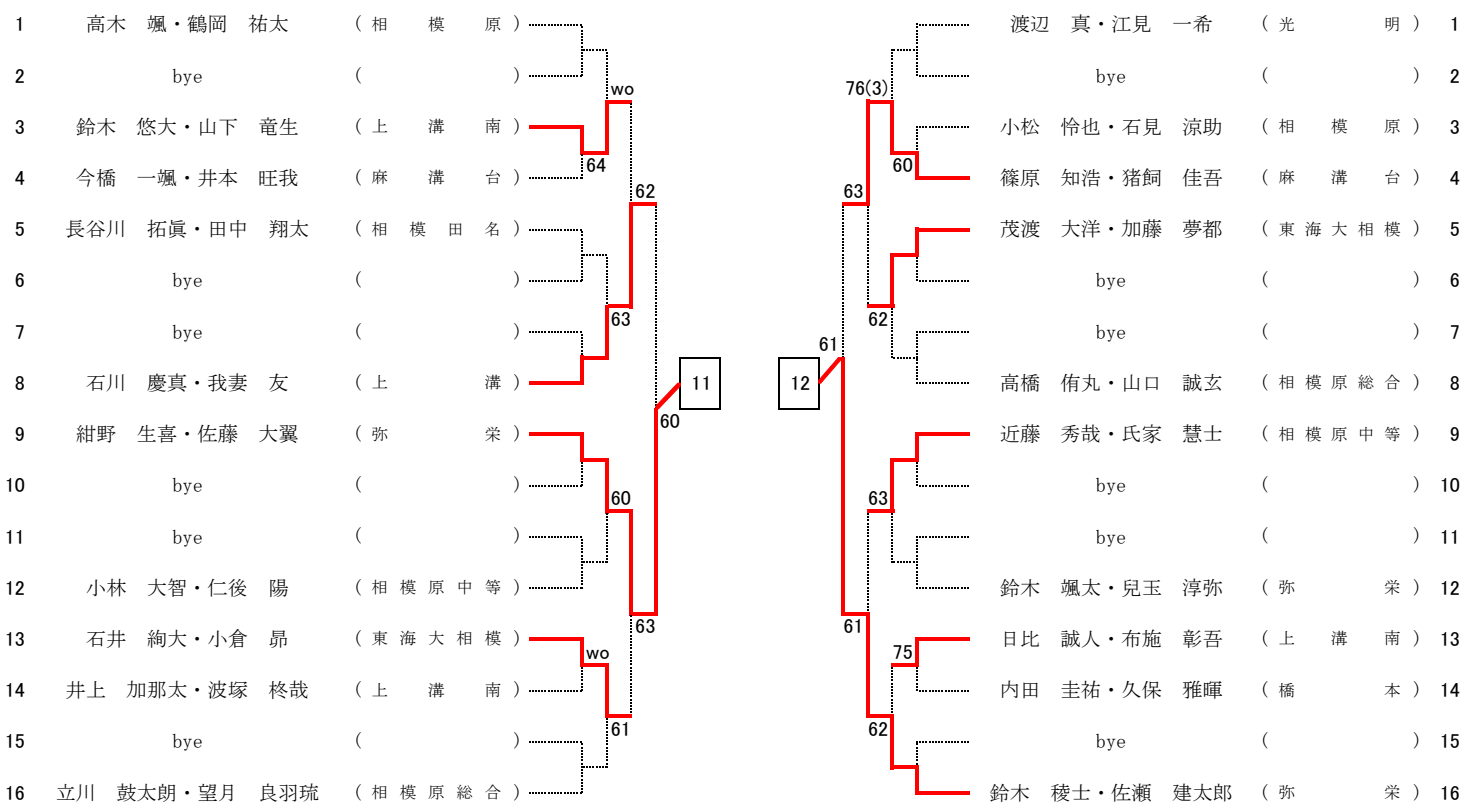 1 高木 颯・鶴岡 祐太 ( 相 模 原 )
2 bye ( )
3 鈴木 悠大・山下 竜生 ( 上 溝 南 )
4 今橋 一颯・井本 旺我 ( 麻 溝 台 )
5 長谷川 拓眞・田中 翔太 ( 相 模 田 名 )
6 bye ( )
7 bye ( )
8 石川 慶真・我妻 友 ( 上 溝 )
9 紺野 生喜・佐藤 大翼 ( 弥 栄 )
10 bye ( )
11 bye ( )
12 小林 大智・仁後 陽 ( 相 模 原 中 等 )
13 石井 絢大・小倉 昴 ( 東 海 大 相 模 )
14 井上 加那太・波塚 柊哉 ( 上 溝 南 )
15 bye ( )
16 立川 鼓太朗・望月 良羽琉 ( 相 模 原 総 合 )
wo
64
62
63
60
60
63
wo
61
11
12
76(3)
60
63
62
61
63
61
75
62
渡辺 真・江見 一希 ( 光 明 ) 1
bye ( ) 2
小松 怜也・石見 涼助 ( 相 模 原 ) 3
篠原 知浩・猪飼 佳吾 ( 麻 溝 台 ) 4
茂渡 大洋・加藤 夢都 ( 東 海 大 相 模 ) 5
bye ( ) 6
bye ( ) 7
高橋 侑丸・山口 誠玄 ( 相 模 原 総 合 ) 8
近藤 秀哉・氏家 慧士 ( 相 模 原 中 等 ) 9
bye ( ) 10
bye ( ) 11
鈴木 颯太・兒玉 淳弥 ( 弥 栄 ) 12
日比 誠人・布施 彰吾 ( 上 溝 南 ) 13
内田 圭祐・久保 雅暉 ( 橋 本 ) 14
bye ( ) 15
鈴木 稜士・佐瀬 建太郎 ( 弥 栄 ) 16